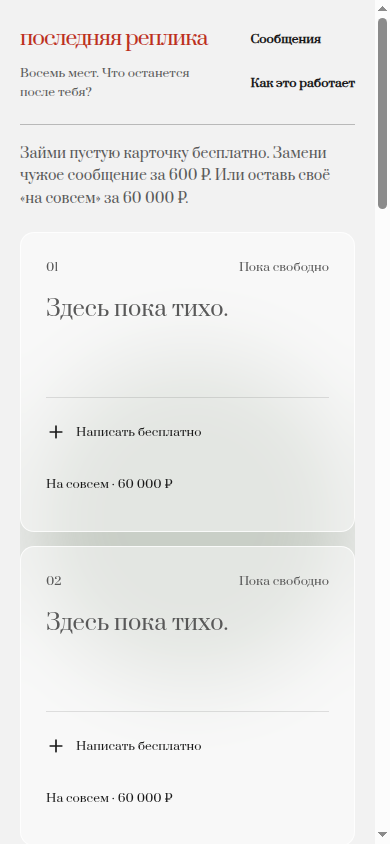 последняя реплика
Сообщения
Восемь мест. Что останется
после тебя?
Как это работает
Займи пустую карточку бесплатно. Замени
чужое сообщение за 600 ₽. Или оставь своё
«на совсем» за 60 000 ₽.
01
Пока свободно
Здесь пока тихо.
+ Написать бесплатно
На совсем · 60 000 ₽
02
Пока свободно
Здесь пока тихо.
+ Написать бесплатно
На совсем · 60 000 ₽